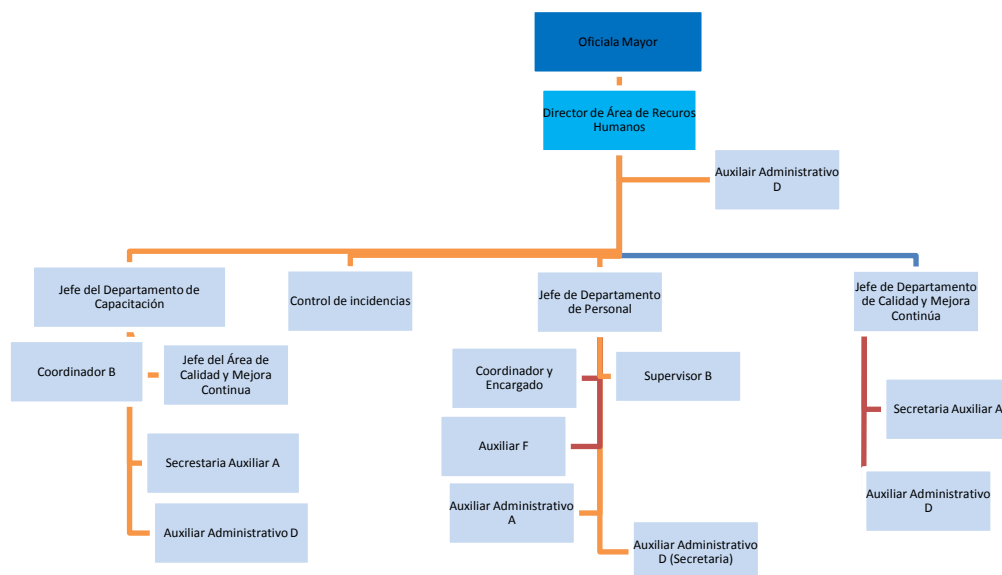 Oficiala Mayor
Director de Área de Recuros
Humanos
Auxilair Administrativo
D
Jefe del Departamento de
Capacitación
Control de incidencias
Jefe de Departamento
de Personal
Jefe de Departamento
de Calidad y Mejora
Continúa
Coordinador B
Jefe del Área de
Calidad y Mejora
Continua
Coordinador y
Encargado
Supervisor B
Secretaria Auxiliar A
Auxiliar F
Secrestaria Auxiliar A
Auxiliar Administrativo
A
Auxiliar Administrativo
D
Auxiliar Administrativo D
Auxiliar Administrativo
D (Secretaria)